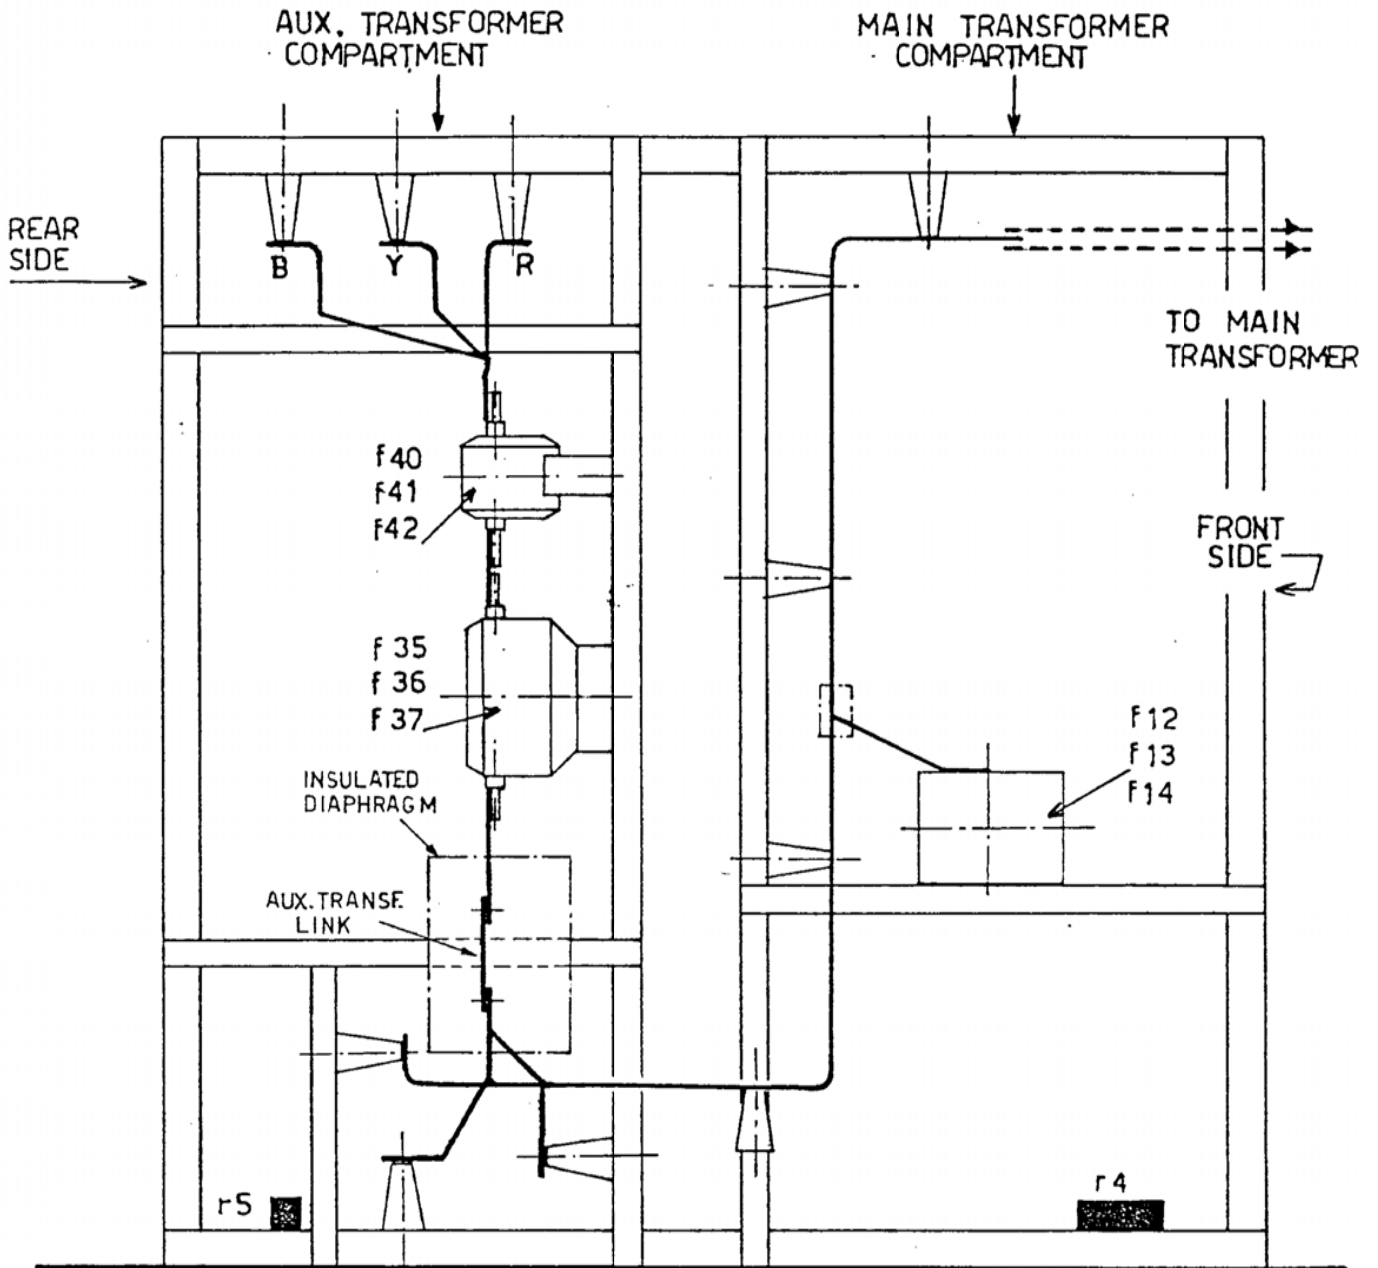 AUX. TRANSFORMER
COMPARTMENT
MAIN TRANSFORMER
COMPARTMENT
REAR
SIDE
B Y R
TO MAIN
TRANSFORMER
f40
f41
f42
FRONT
SIDE
f 35
f 36
f 37
f12
f13
f14
INSULATED
DIAPHRAGM
AUX.TRANSF.
LINK
r5
r4